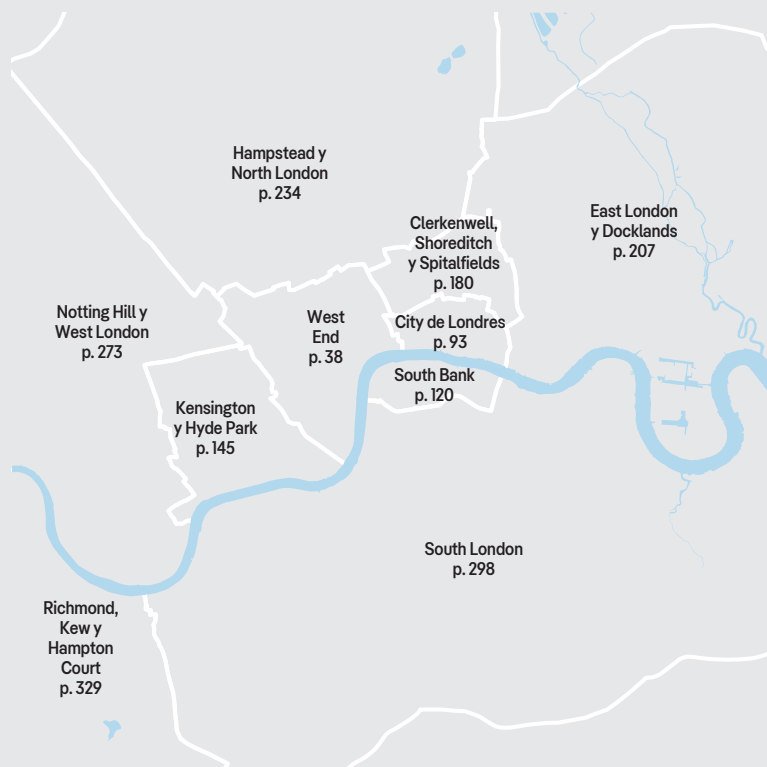 Hampstead y
North London
p. 234
Clerkenwell,
Shoreditch
y Spitalfields
p. 180
East London
y Docklands
p. 207
Notting Hill y
West London
p. 273
West
End
p. 38
City de Londres
p. 93
South Bank
p. 120
Kensington
y Hyde Park
p. 145
South London
p. 298
Richmond,
Kew y
Hampton
Court
p. 329